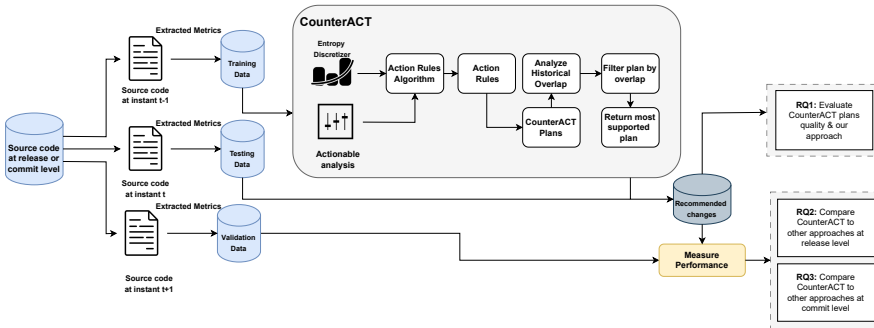 CounterACT
Extracted Metrics
Source code
at instant t-1
Training
Data
Entropy
Discretizer
Actionable
analysis
Action Rules
Algorithm
Action
Rules
Analyze
Historical
Overlap
Filter plan by
overlap
CounterACT
Plans
Return most
supported
plan
Source code
at release or
commit level
Extracted Metrics
Source code
at instant t
Testing
Data
Extracted Metrics
Source code
at instant t+1
Validation
Data
Recommended
changes
Measure
Performance
RQ1: Evaluate
CounterACT plans
quality & our
approach
RQ2: Compare
CounterACT to
other approaches at
release level
RQ3: Compare
CounterACT to
other approaches at
commit level